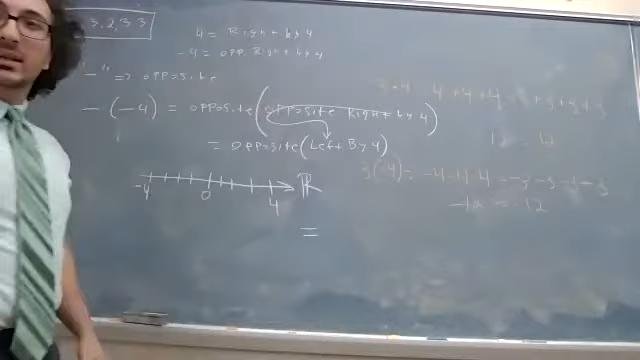 3.2, 3.3
4 = Right by 4
-4 = opp. Right by 4
"-" => opposite
- (-4) = opposite (opposite Right by 4)
= opposite (Left By 4)
-4 0 4 ℝ
=
3·4 4+4+4 3+3+3+3
12 = 12
3(-4) = -4-4-4 = -3-3-3-3
-12 = -12